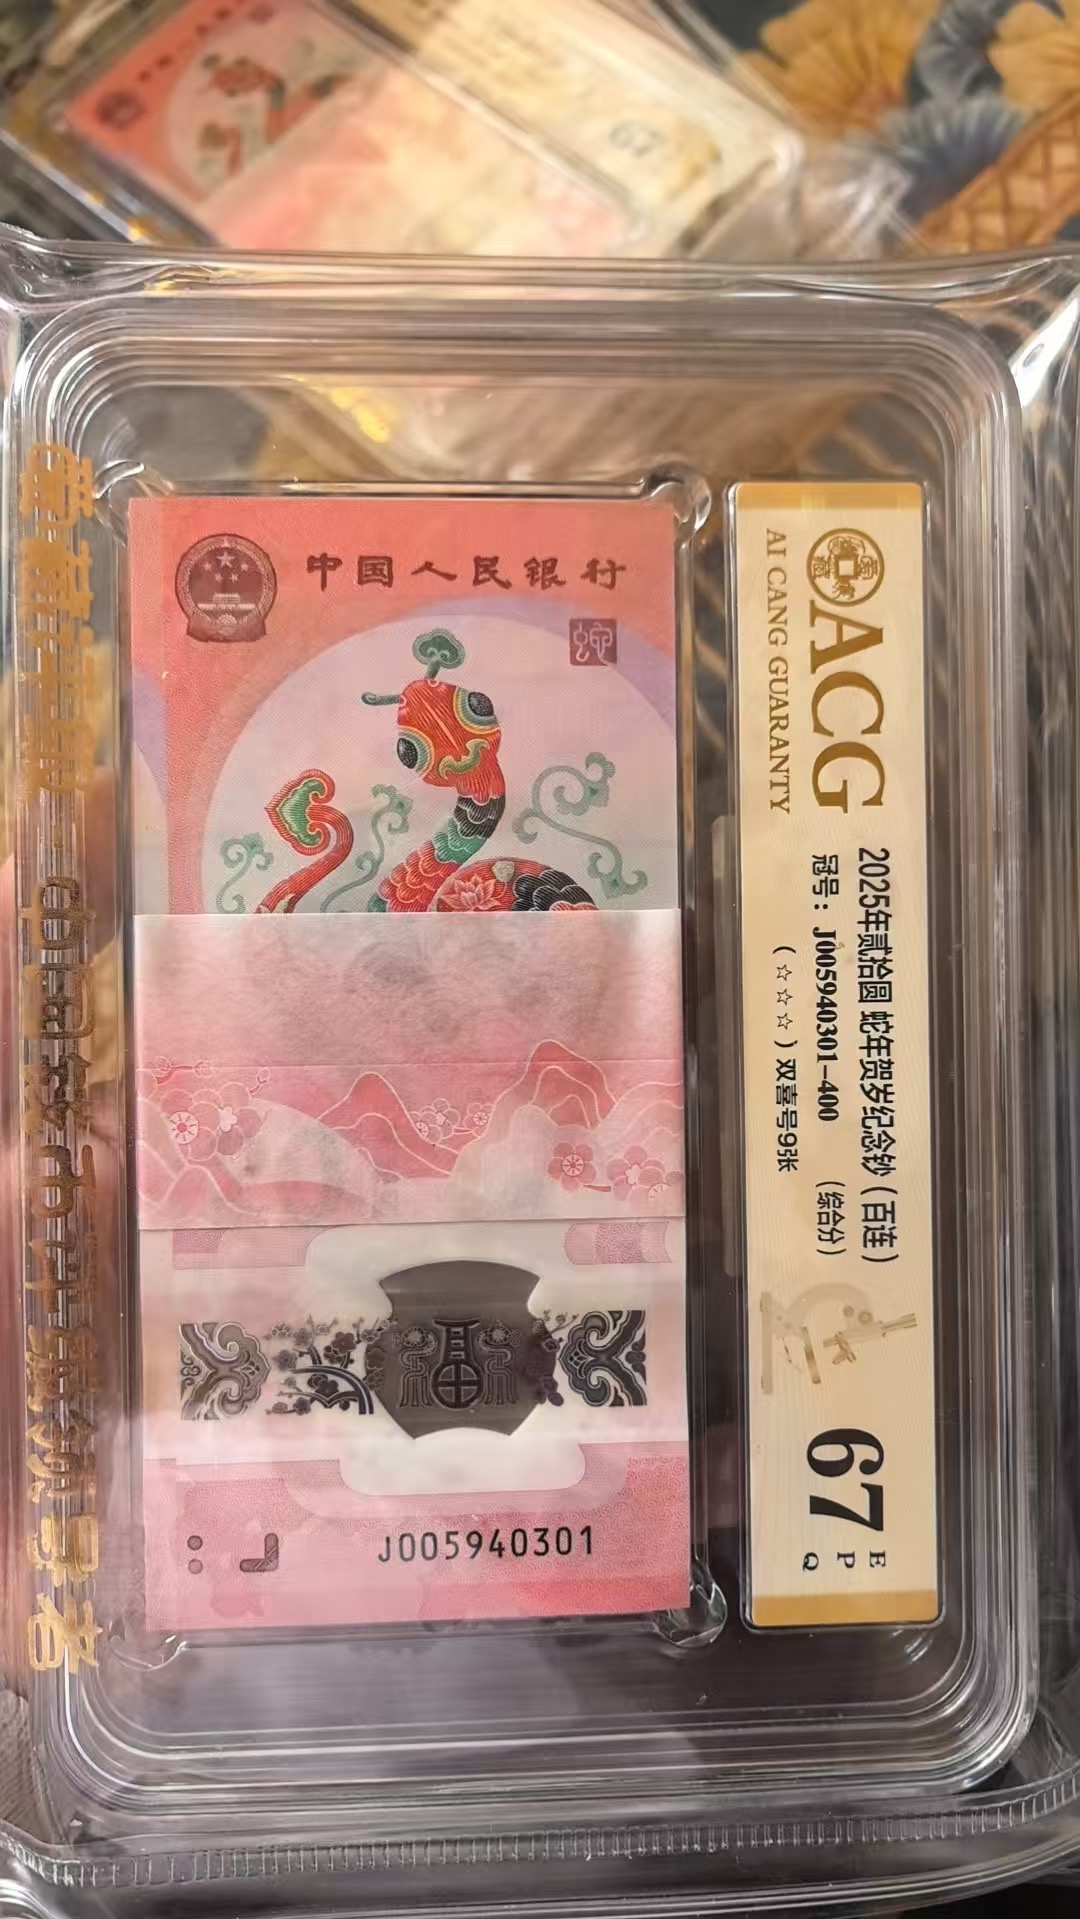 中国人民银行
蛇
J005940301
ACG
AI CANG GUARANTY
2025年贰拾圆 蛇年贺岁纪念钞（百连）
冠号：J005940301-400 （综合分）
（☆☆☆）双喜号9张
67
E
P
Q
67